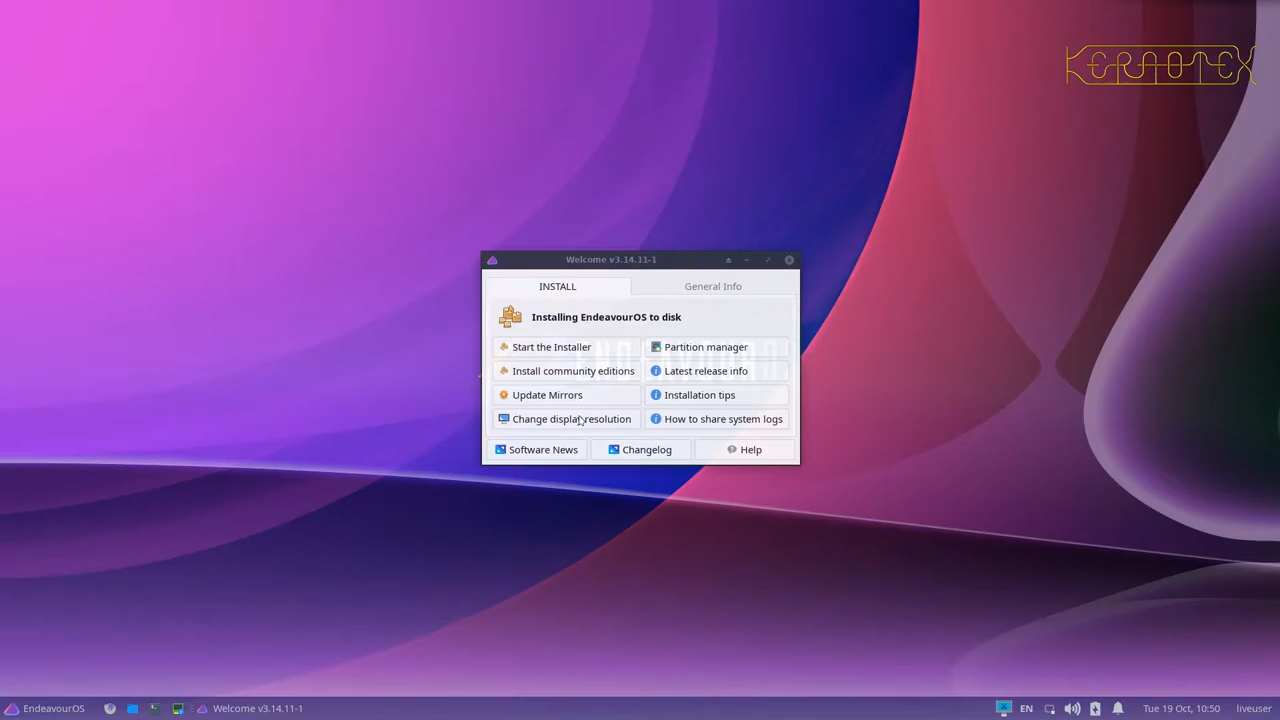 KERNOTEX
Welcome v3.14.11-1
INSTALL
General Info
Installing EndeavourOS to disk
Start the Installer
Partition manager
Install community editions
Latest release info
Update Mirrors
Installation tips
Change display resolution
How to share system logs
Software News
Changelog
Help
EndeavourOS
Welcome v3.14.11-1
EN
Tue 19 Oct, 10:50
liveuser